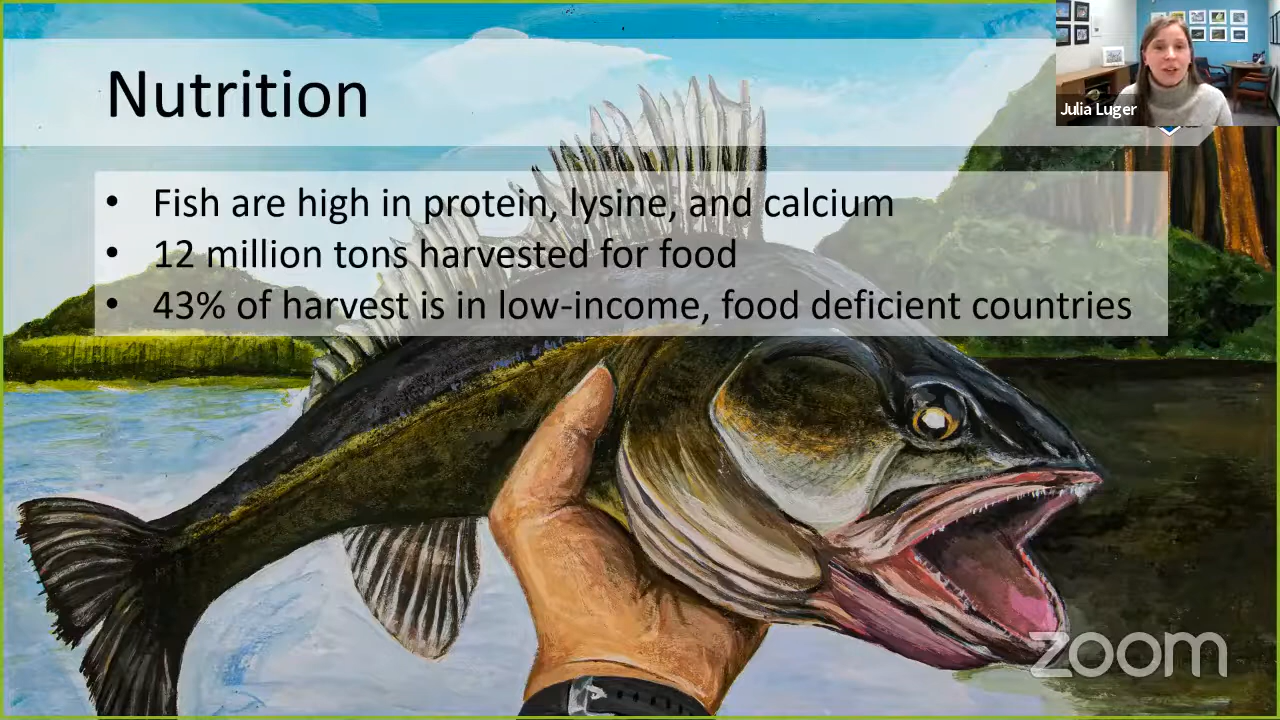 Nutrition
Julia Luger
• Fish are high in protein, lysine, and calcium
• 12 million tons harvested for food
• 43% of harvest is in low-income, food deficient countries
zoom